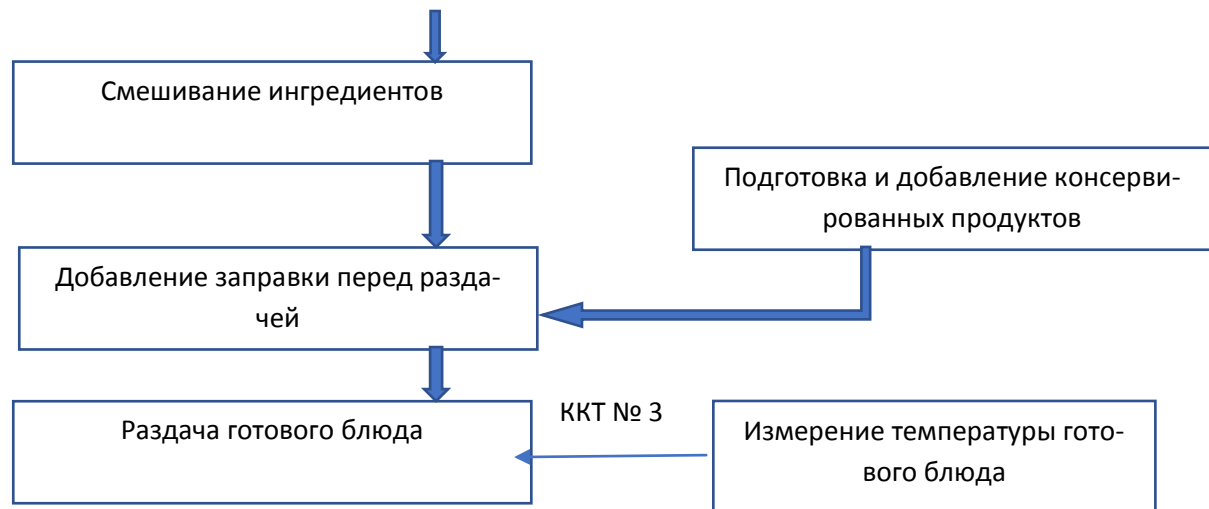 Смешивание ингредиентов
Подготовка и добавление консерви-
рованных продуктов
Добавление заправки перед разда-
чей
Раздача готового блюда
ККТ № 3
Измерение температуры гото-
вого блюда